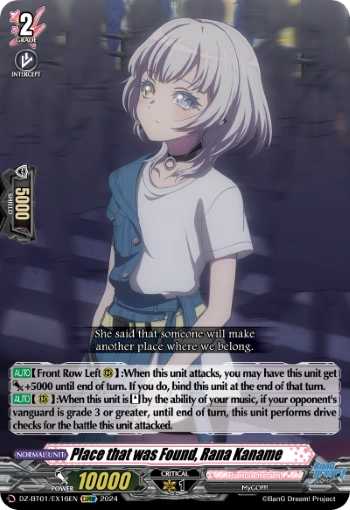 2
GRADE
INTERCEPT
5000
SHIELD
She said that someone will make
another place where we belong.
AUTO【Front Row Left】:When this unit attacks, you may have this unit get
+5000 until end of turn. If you do, bind this unit at the end of that turn.
AUTO【】:When this unit is by the ability of your music, if your opponent's
vanguard is grade 3 or greater, until end of turn, this unit performs drive
checks for the battle this unit attacked.
NORMAL UNIT Place that was Found, Rana Kaname
POWER 10000 CRITICAL 1 BanG Dream!
MyGO!!!!!
DZ-BT01/EX16EN 2024 ©BanG Dream! Project